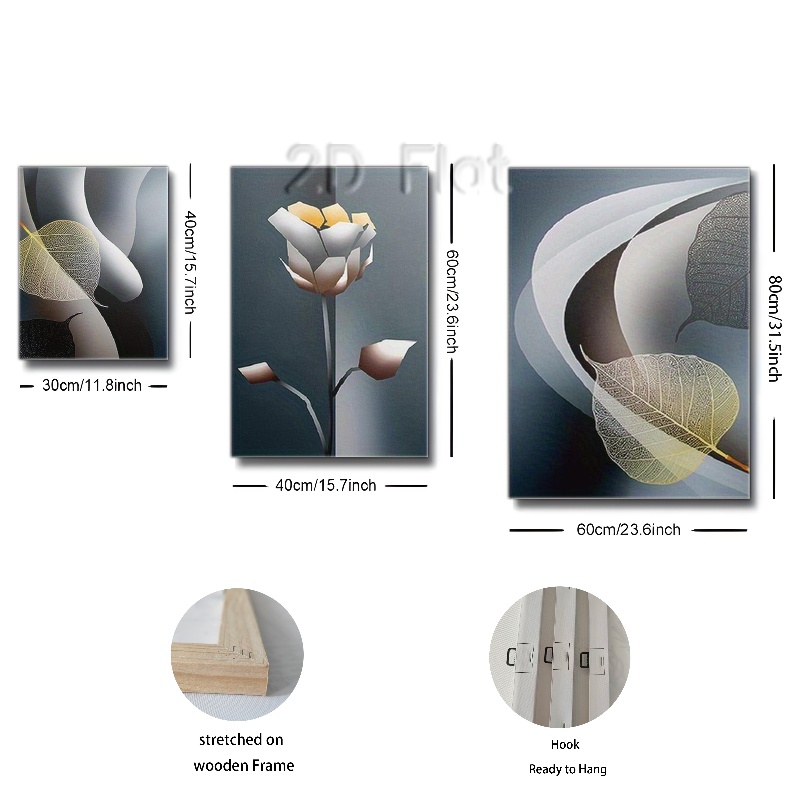 2D Flat
40cm/15.7inch
30cm/11.8inch
60cm/23.6inch
40cm/15.7inch
80cm/31.5inch
60cm/23.6inch
stretched on
wooden Frame
Hook
Ready to Hang